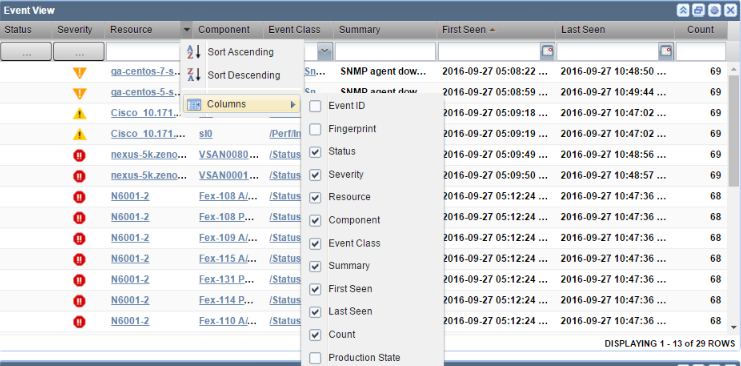 Event View
Status Severity Resource Component Event Class Summary First Seen Last Seen Count
... ...
Sort Ascending
Sort Descending
Columns
Event ID
Fingerprint
Status
Severity
Resource
Component
Event Class
Summary
First Seen
Last Seen
Count
Production State
qa-centos-7-s... Sn... SNMP agent dow... 2016-09-27 05:08:22 ... 2016-09-27 10:48:50 ... 69
qa-centos-5-s... SNMP agent dow... 2016-09-27 05:08:59 ... 2016-09-27 10:49:44 ... 69
Cisco_10.171... 2016-09-27 05:09:18 ... 2016-09-27 10:47:02 ... 69
Cisco_10.171... sl0 /Perf/In 2016-09-27 05:09:19 ... 2016-09-27 10:47:02 ... 69
nexus-5k.zeno... VSAN0080... /Status 2016-09-27 05:09:49 ... 2016-09-27 10:48:56 ... 69
nexus-5k.zeno... VSAN0001... /Status 2016-09-27 05:09:50 ... 2016-09-27 10:48:57 ... 69
N6001-2 Fex-108 A/... /Status 2016-09-27 05:12:24 ... 2016-09-27 10:47:36 ... 68
N6001-2 Fex-108 P... /Status 2016-09-27 05:12:24 ... 2016-09-27 10:47:36 ... 68
N6001-2 Fex-109 A/... /Status 2016-09-27 05:12:24 ... 2016-09-27 10:47:36 ... 68
N6001-2 Fex-115 A/... /Status 2016-09-27 05:12:24 ... 2016-09-27 10:47:36 ... 68
N6001-2 Fex-131 P... /Status 2016-09-27 05:12:24 ... 2016-09-27 10:47:36 ... 68
N6001-2 Fex-114 P... /Status 2016-09-27 05:12:24 ... 2016-09-27 10:47:36 ... 68
N6001-2 Fex-110 A/... /Status 2016-09-27 05:12:24 ... 2016-09-27 10:47:36 ... 68
DISPLAYING 1 - 13 of 29 ROWS